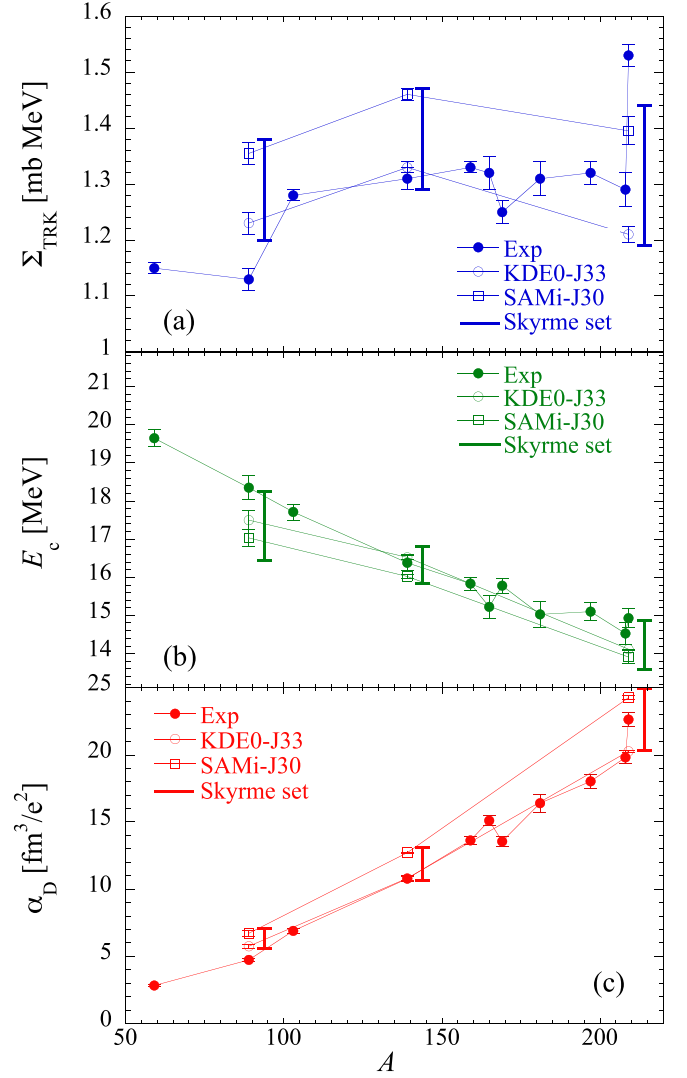 1.6
1.5
1.4
1.3
1.2
1.1
1
Σ_TRK [mb MeV]
Exp
KDE0-J33
SAMi-J30
Skyrme set
(a)
21
20
19
18
17
16
15
14
E_c [MeV]
Exp
KDE0-J33
SAMi-J30
Skyrme set
(b)
25
20
15
10
5
0
α_D [fm³/e²]
Exp
KDE0-J33
SAMi-J30
Skyrme set
(c)
50 100 150 200
A